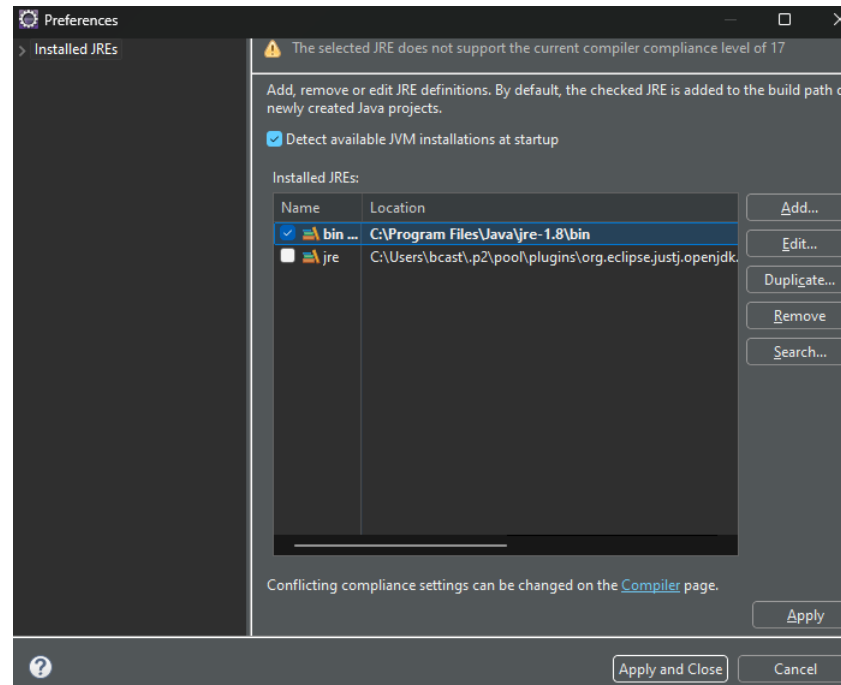 Preferences
Installed JREs
The selected JRE does not support the current compiler compliance level of 17
Add, remove or edit JRE definitions. By default, the checked JRE is added to the build path
newly created Java projects.
Detect available JVM installations at startup
Installed JREs:
Name Location
bin ... C:\Program Files\Java\jre-1.8\bin
jre C:\Users\bcast\.p2\pool\plugins\org.eclipse.justj.openjdk.
Add...
Edit...
Duplicate...
Remove
Search...
Conflicting compliance settings can be changed on the Compiler page.
Apply
?
Apply and Close
Cancel